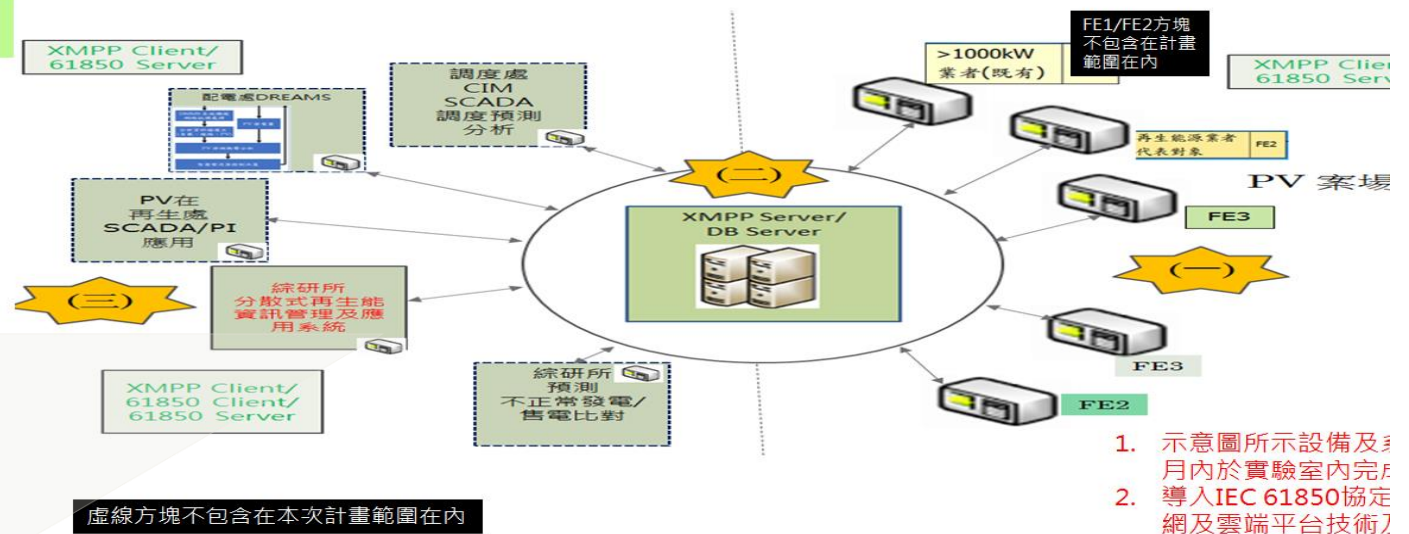 XMPP Client/
61850 Server
配電處DREAMS
調度處
CIM
SCADA
調度預測
分析
>1000kW
業者(既有)
FE1/FE2方塊
不包含在計畫
範圍在內
XMPP Clie
61850 Serv
再生能源業者
代表對象
FE2
PV 案場
FE3
PV在
再生處
SCADA/PI
應用
(二)
XMPP Server/
DB Server
(一)
(三)
綜研所
分散式再生能
資訊管理及應
用系統
FE3
XMPP Client/
61850 Client/
61850 Server
綜研所
預測
不正常發電/
售電比對
FE2
1. 示意圖所示設備及
月內於實驗室內完成
2. 導入IEC 61850協定
網及雲端平台技術及
虛線方塊不包含在本次計畫範圍在內